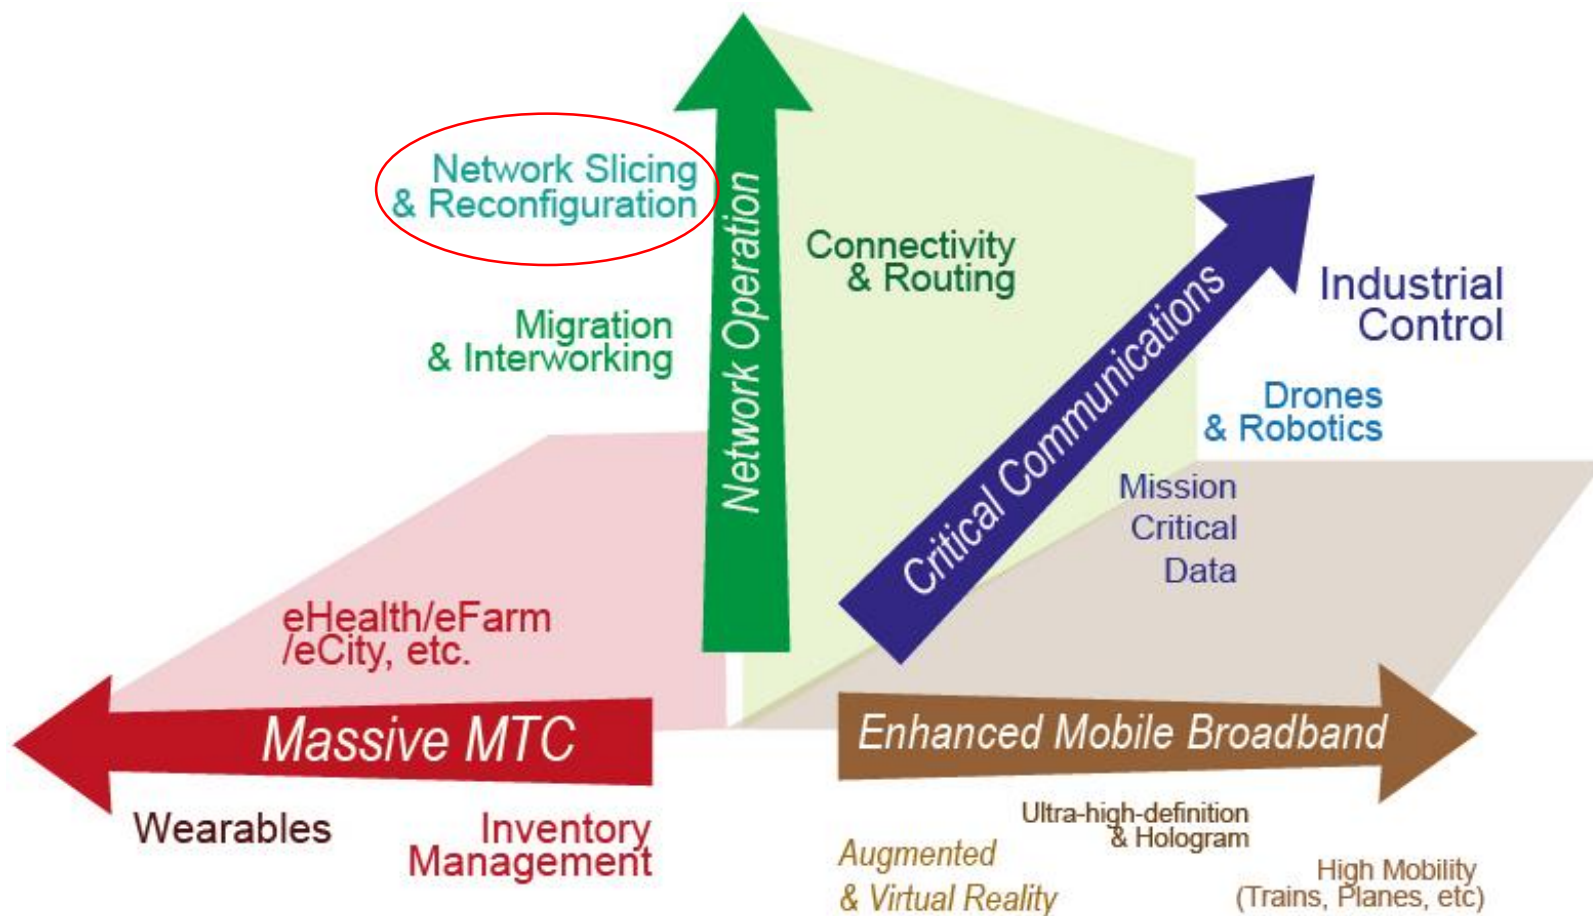 Network Slicing
& Reconfiguration
Migration
& Interworking
Network Operation
Connectivity
& Routing
Critical Communications
Industrial
Control
Drones
& Robotics
Mission
Critical
Data
eHealth/eFarm
/eCity, etc.
Massive MTC
Wearables
Inventory
Management
Enhanced Mobile Broadband
Ultra-high-definition
& Hologram
Augmented
& Virtual Reality
High Mobility
(Trains, Planes, etc)